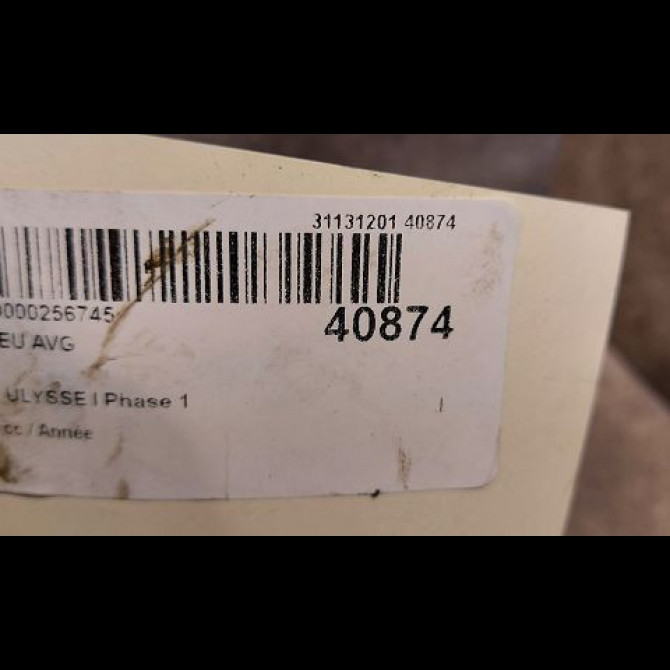 31131201 40874
0000256745
40874
EU AVG
ULYSSE I Phase 1
cc / Année